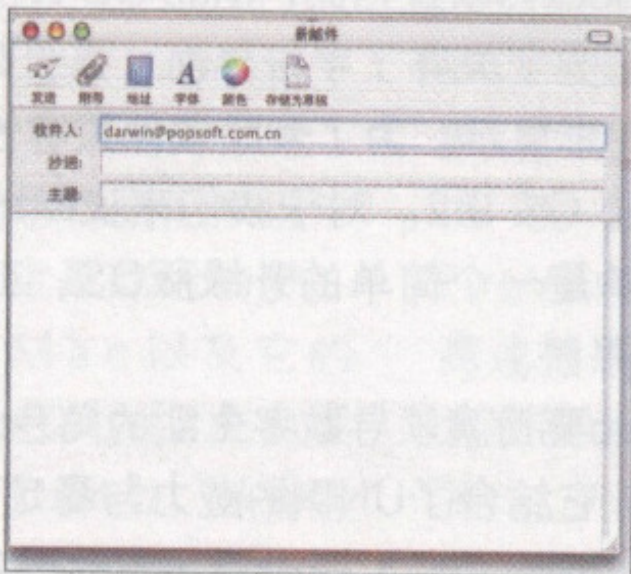 新邮件
发送 附带 地址 字体 颜色 存储为草稿
收件人: darwin@popsoft.com.cn
抄送:
主题: